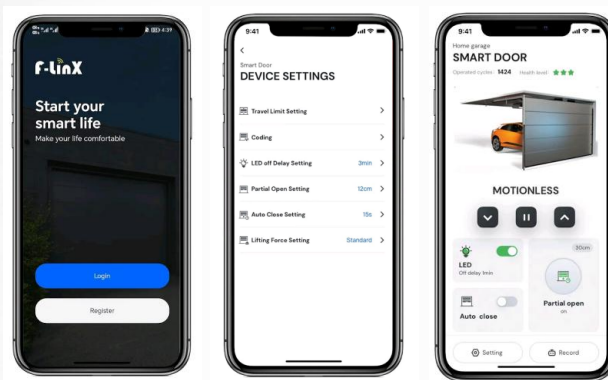 4:39
F-LinX
Start your
smart life
Make your life comfortable
Login
Register
9:41
Smart Door
DEVICE SETTINGS
Travel Limit Setting
Coding
LED off Delay Setting 3min
Partial Open Setting 12cm
Auto Close Setting 15s
Lifting Force Setting Standard
9:41
Home garage
SMART DOOR
Operated cycles: 1424 Health level:
MOTIONLESS
LED
Off delay 3min
30cm
Partial open
on
Auto close
Setting
Record